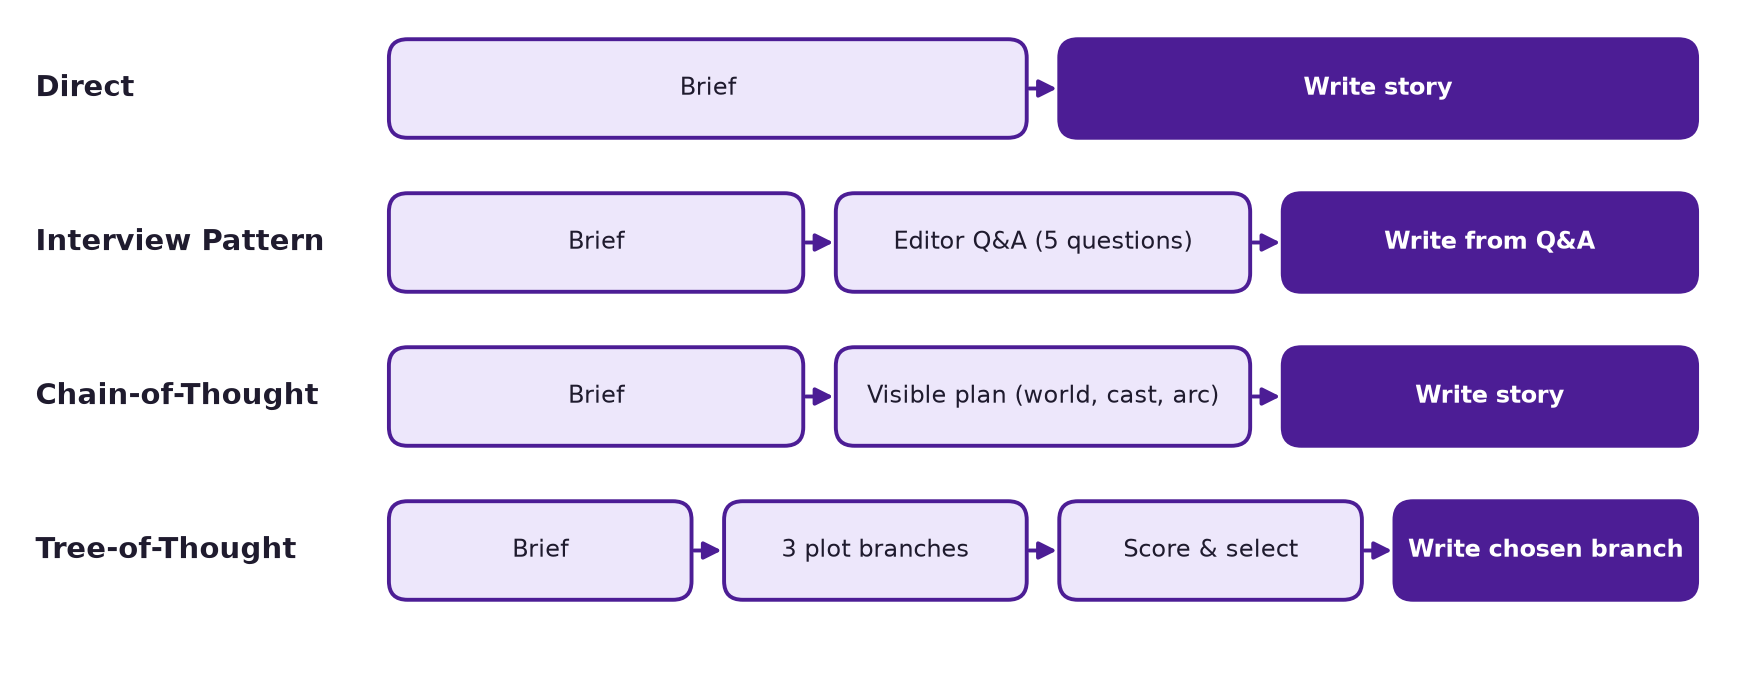 Direct
Brief
Write story
Interview Pattern
Brief
Editor Q&A (5 questions)
Write from Q&A
Chain-of-Thought
Brief
Visible plan (world, cast, arc)
Write story
Tree-of-Thought
Brief
3 plot branches
Score & select
Write chosen branch